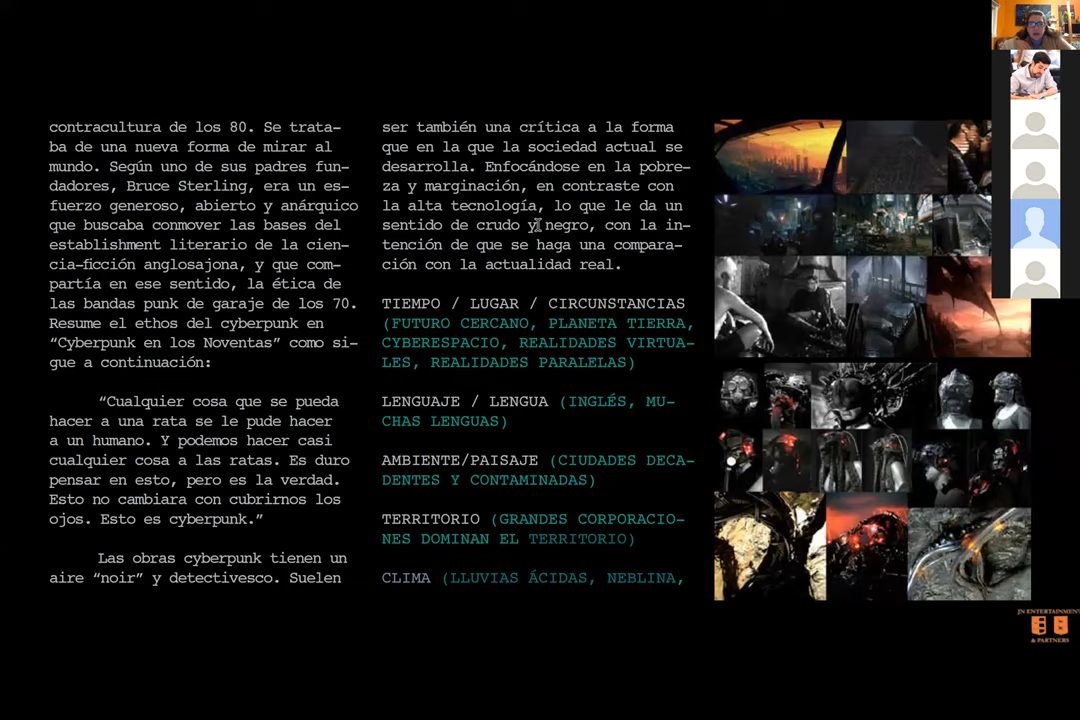 contracultura de los 80. Se trata-
ba de una nueva forma de mirar al
mundo. Según uno de sus padres fun-
dadores, Bruce Sterling, era un es-
fuerzo generoso, abierto y anárquico
que buscaba conmover las bases del
establishment literario de la cien-
cia-ficción anglosajona, y que com-
partía en ese sentido, la ética de
las bandas punk de garaje de los 70.
Resume el ethos del cyberpunk en
“Cyberpunk en los Noventas” como si-
gue a continuación:
“Cualquier cosa que se pueda
hacer a una rata se le pude hacer
a un humano. Y podemos hacer casi
cualquier cosa a las ratas. Es duro
pensar en esto, pero es la verdad.
Esto no cambiara con cubrirnos los
ojos. Esto es cyberpunk.”
Las obras cyberpunk tienen un
aire “noir” y detectivesco. Suelen
ser también una crítica a la forma
que en la que la sociedad actual se
desarrolla. Enfocándose en la pobre-
za y marginación, en contraste con
la alta tecnología, lo que le da un
sentido de crudo y negro, con la in-
tención de que se haga una compara-
ción con la actualidad real.
TIEMPO / LUGAR / CIRCUNSTANCIAS
(FUTURO CERCANO, PLANETA TIERRA,
CYBERESPACIO, REALIDADES VIRTUA-
LES, REALIDADES PARALELAS)
LENGUAJE / LENGUA (INGLÉS, MU-
CHAS LENGUAS)
AMBIENTE/PAISAJE (CIUDADES DECA-
DENTES Y CONTAMINADAS)
TERRITORIO (GRANDES CORPORACIO-
NES DOMINAN EL TERRITORIO)
CLIMA (LLUVIAS ÁCIDAS, NEBLINA,
JN ENTERTAINMENT
& PARTNERS